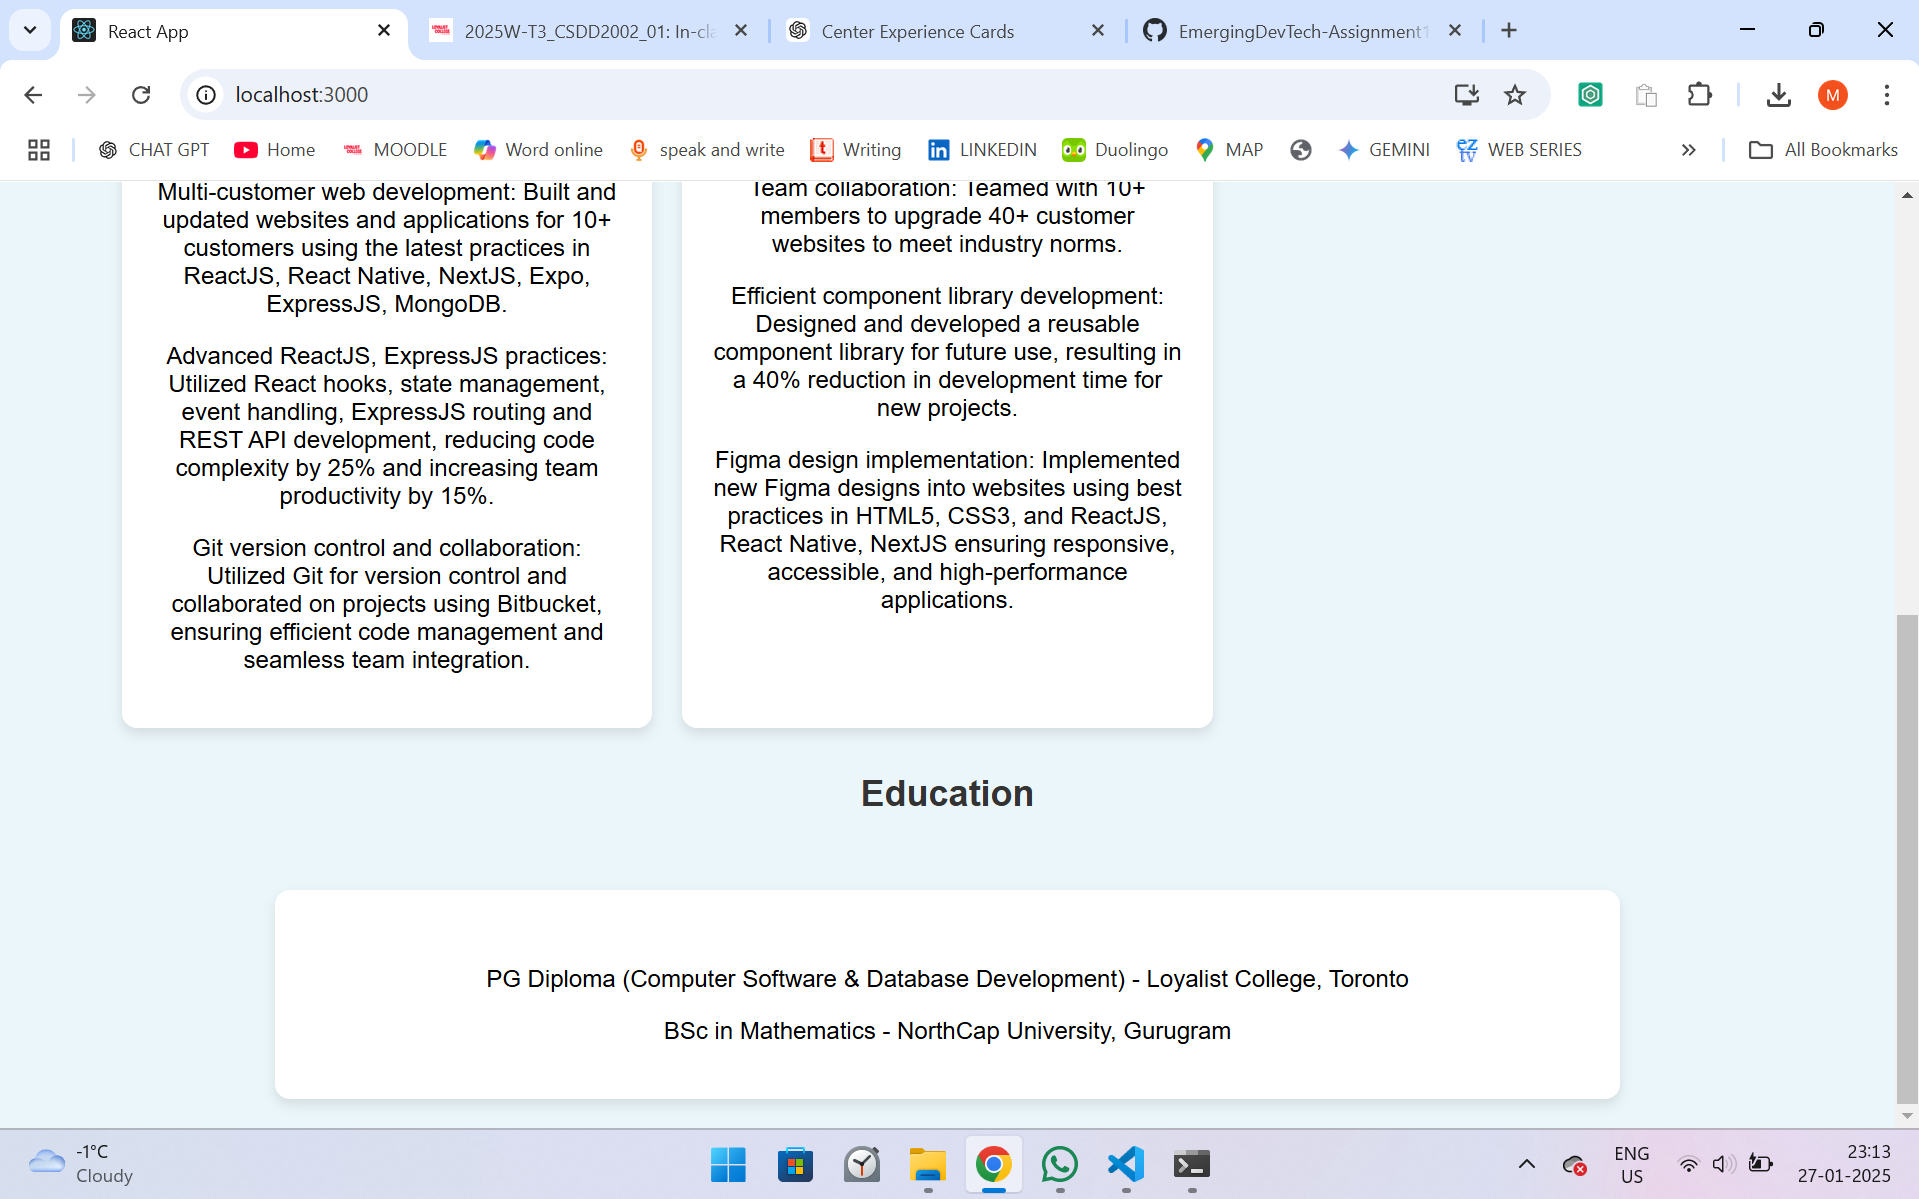 React App
2025W-T3_CSDD2002_01: In-cla
Center Experience Cards
EmergingDevTech-Assignment1
localhost:3000
M
CHAT GPT
Home
MOODLE
Word online
speak and write
Writing
LINKEDIN
Duolingo
MAP
GEMINI
WEB SERIES
All Bookmarks
Multi-customer web development: Built and
updated websites and applications for 10+
customers using the latest practices in
ReactJS, React Native, NextJS, Expo,
ExpressJS, MongoDB.
Advanced ReactJS, ExpressJS practices:
Utilized React hooks, state management,
event handling, ExpressJS routing and
REST API development, reducing code
complexity by 25% and increasing team
productivity by 15%.
Git version control and collaboration:
Utilized Git for version control and
collaborated on projects using Bitbucket,
ensuring efficient code management and
seamless team integration.
Team collaboration: Teamed with 10+
members to upgrade 40+ customer
websites to meet industry norms.
Efficient component library development:
Designed and developed a reusable
component library for future use, resulting in
a 40% reduction in development time for
new projects.
Figma design implementation: Implemented
new Figma designs into websites using best
practices in HTML5, CSS3, and ReactJS,
React Native, NextJS ensuring responsive,
accessible, and high-performance
applications.
Education
PG Diploma (Computer Software & Database Development) - Loyalist College, Toronto
BSc in Mathematics - NorthCap University, Gurugram
-1°C
Cloudy
ENG
US
23:13
27-01-2025